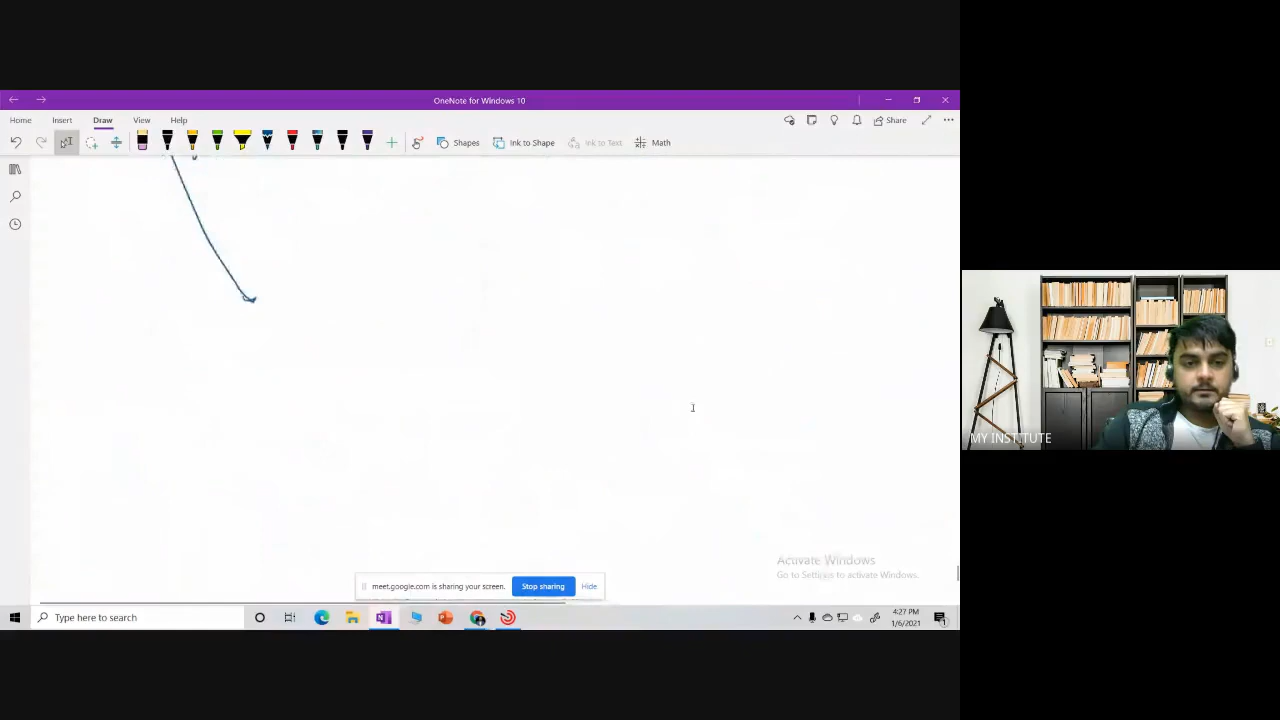 OneNote for Windows 10
Home Insert Draw View Help Share
Shapes Ink to Shape Ink to Text Math
MY INSTITUTE
Activate Windows
Go to Settings to activate Windows.
meet.google.com is sharing your screen. Stop sharing Hide
Type here to search
4:27 PM
1/6/2021